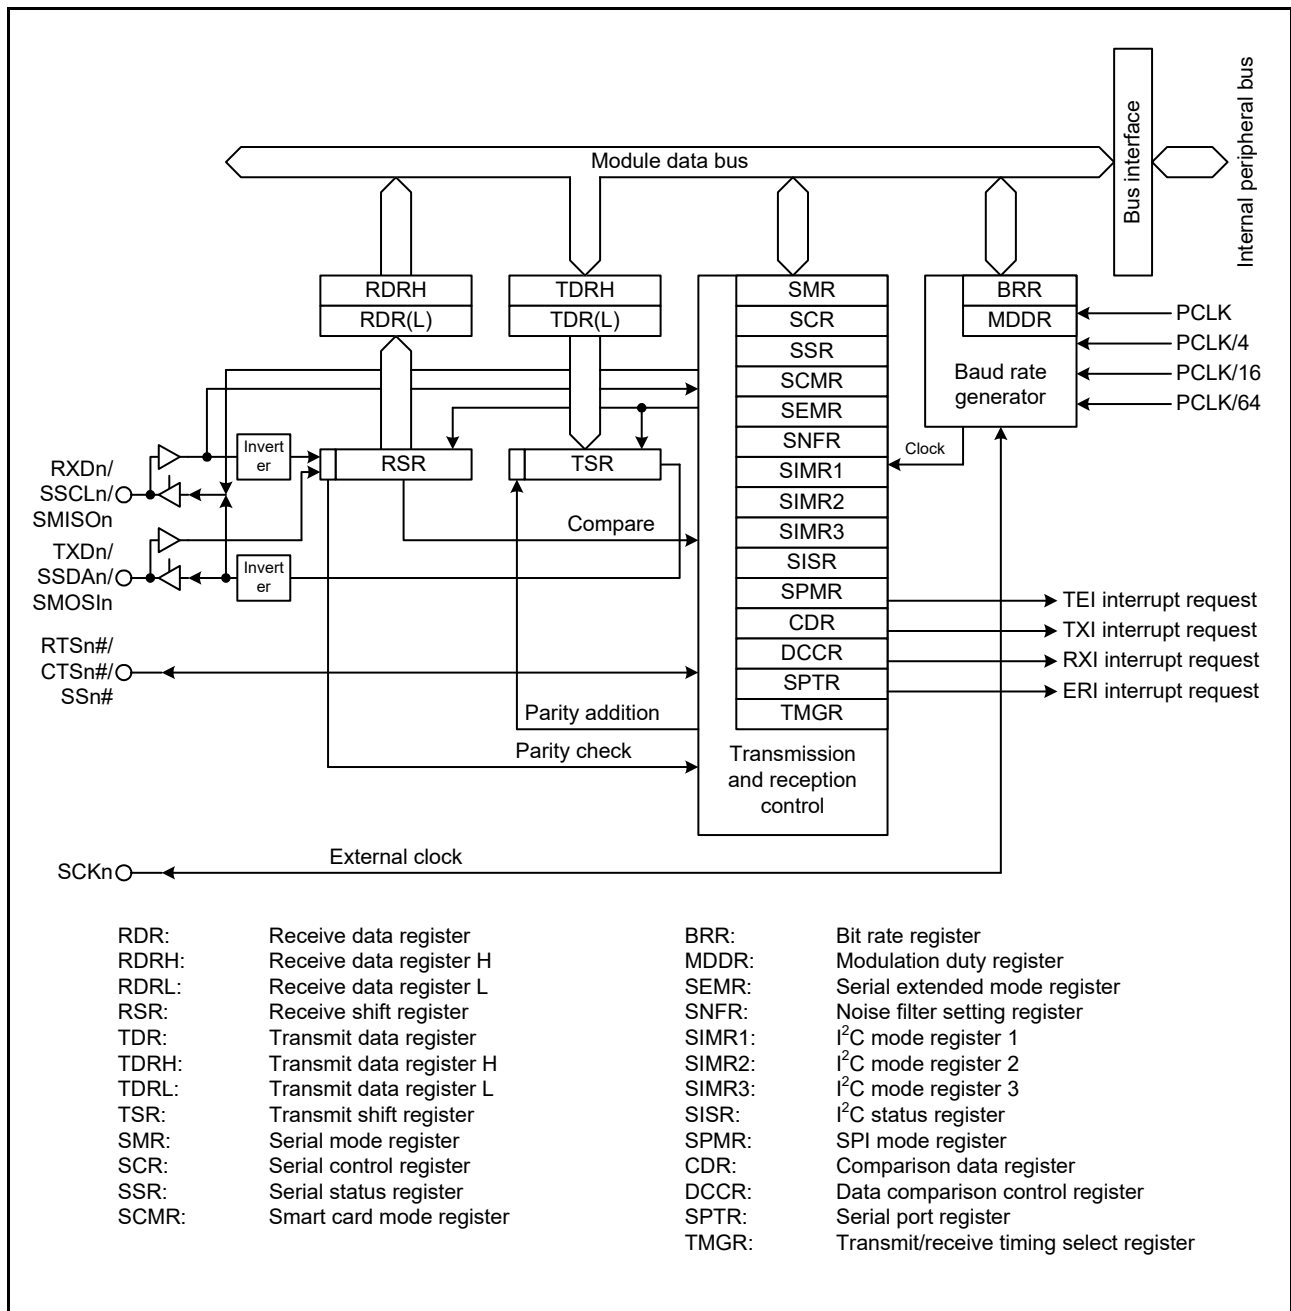 Module data bus
Bus interface
Internal peripheral bus
RDRH
RDR(L)
TDRH
TDR(L)
SMR
SCR
SSR
SCMR
SEMR
SNFR
SIMR1
SIMR2
SIMR3
SISR
SPMR
CDR
DCCR
SPTR
TMGR
Transmission
and reception
control
BRR
MDDR
Baud rate
generator
PCLK
PCLK/4
PCLK/16
PCLK/64
Clock
RXDn/
SSCLn/
SMISOn
Invert
er
RSR
TSR
Compare
TXDn/
SSDAn/
SMOSIn
Invert
er
RTSn#/
CTSn#/
SSn#
Parity addition
Parity check
TEI interrupt request
TXI interrupt request
RXI interrupt request
ERI interrupt request
External clock
SCKn
RDR: Receive data register
RDRH: Receive data register H
RDRL: Receive data register L
RSR: Receive shift register
TDR: Transmit data register
TDRH: Transmit data register H
TDRL: Transmit data register L
TSR: Transmit shift register
SMR: Serial mode register
SCR: Serial control register
SSR: Serial status register
SCMR: Smart card mode register
BRR: Bit rate register
MDDR: Modulation duty register
SEMR: Serial extended mode register
SNFR: Noise filter setting register
SIMR1: I²C mode register 1
SIMR2: I²C mode register 2
SIMR3: I²C mode register 3
SISR: I²C status register
SPMR: SPI mode register
CDR: Comparison data register
DCCR: Data comparison control register
SPTR: Serial port register
TMGR: Transmit/receive timing select register